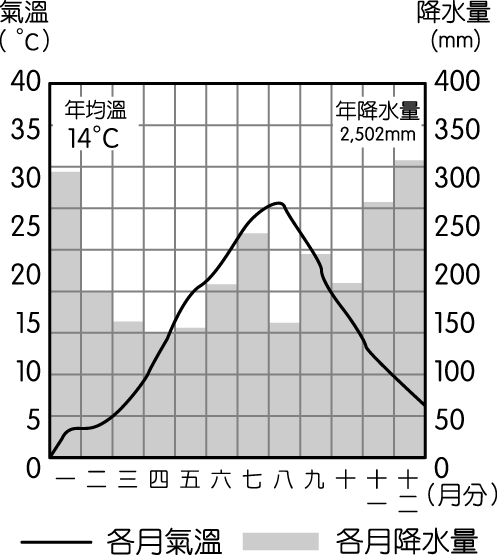 氣溫 降水量
(°C) (mm)
40 400
年均溫 年降水量
14°C 2,502mm
35 350
30 300
25 250
20 200
15 150
10 100
5 50
0 0
一 二 三 四 五 六 七 八 九 十 十一 十二 (月分)
各月氣溫 各月降水量